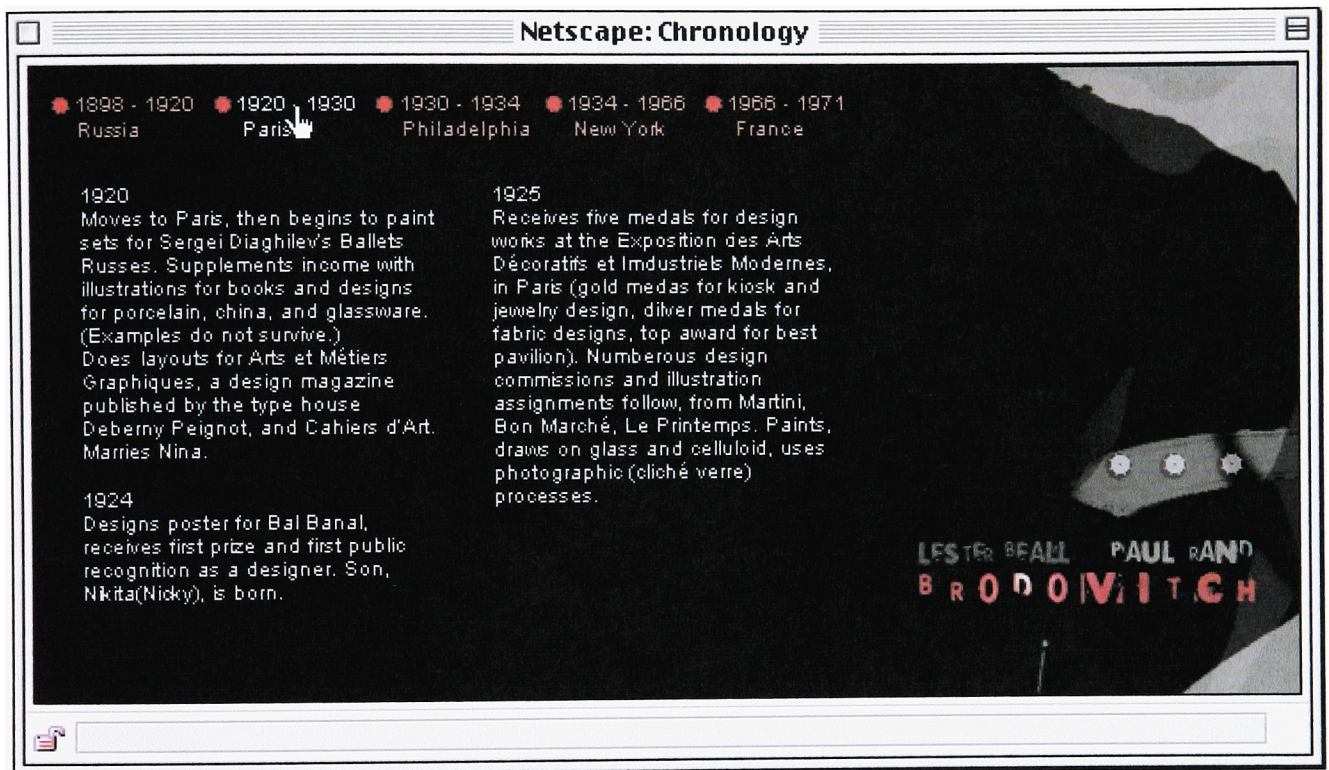 Netscape: Chronology
1898 - 1920
Russia
1920 - 1930
Paris
1930 - 1934
Philadelphia
1934 - 1966
New York
1966 - 1971
France
1920
Moves to Paris, then begins to paint
sets for Sergei Diaghilev's Ballets
Russes. Supplements income with
illustrations for books and designs
for porcelain, china, and glassware.
(Examples do not survive.)
Does layouts for Arts et Métiers
Graphiques, a design magazine
published by the type house
Deberny Peignot, and Cahiers d'Art.
Marries Nina.
1924
Designs poster for Bal Banal,
receives first prize and first public
recognition as a designer. Son,
Nikita(Nicky), is born.
1925
Receives five medals for design
works at the Exposition des Arts
Décoratifs et Imdustriels Modernes,
in Paris (gold medas for kiosk and
jewelry design, dilver medals for
fabric designs, top award for best
pavilion). Numberous design
commissions and illustration
assignments follow, from Martini,
Bon Marché, Le Printemps. Paints,
draws on glass and celluloid, uses
photographic (cliché verre)
processes.
LESTER BEALL PAUL RAND
BRODOVITCH